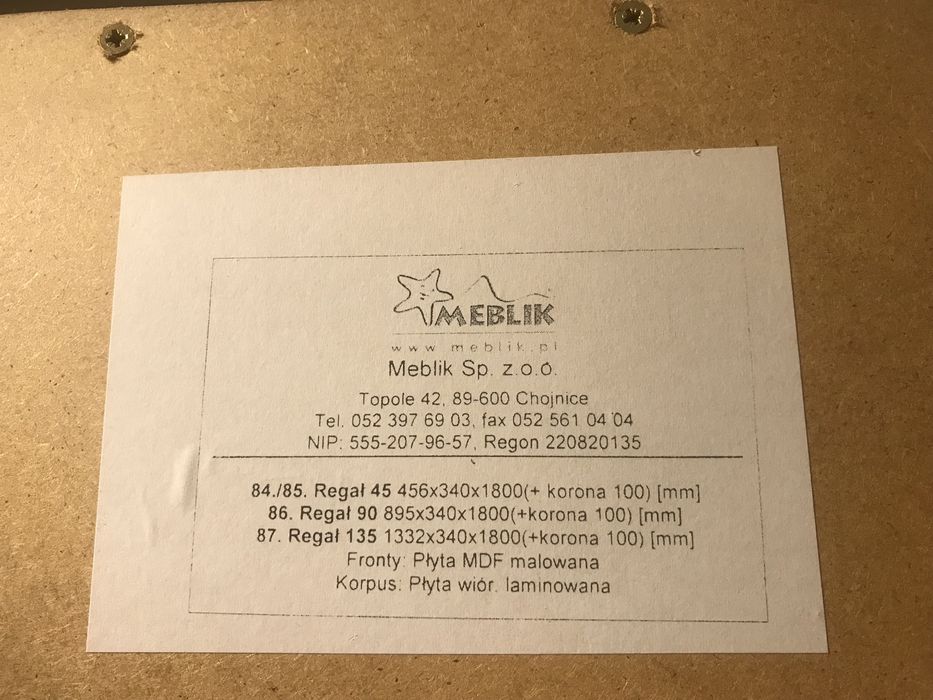 MEBLIK
www meblik.pl
Meblik Sp. z.o.o.
Topole 42, 89-600 Chojnice
Tel. 052 397 69 03, fax 052 561 04 04
NIP: 555-207-96-57, Regon 220820135
84./85. Regał 45 456x340x1800(+ korona 100) [mm]
86. Regał 90 895x340x1800(+korona 100) [mm]
87. Regał 135 1332x340x1800(+korona 100) [mm]
Fronty: Płyta MDF malowana
Korpus: Płyta wiór. laminowana